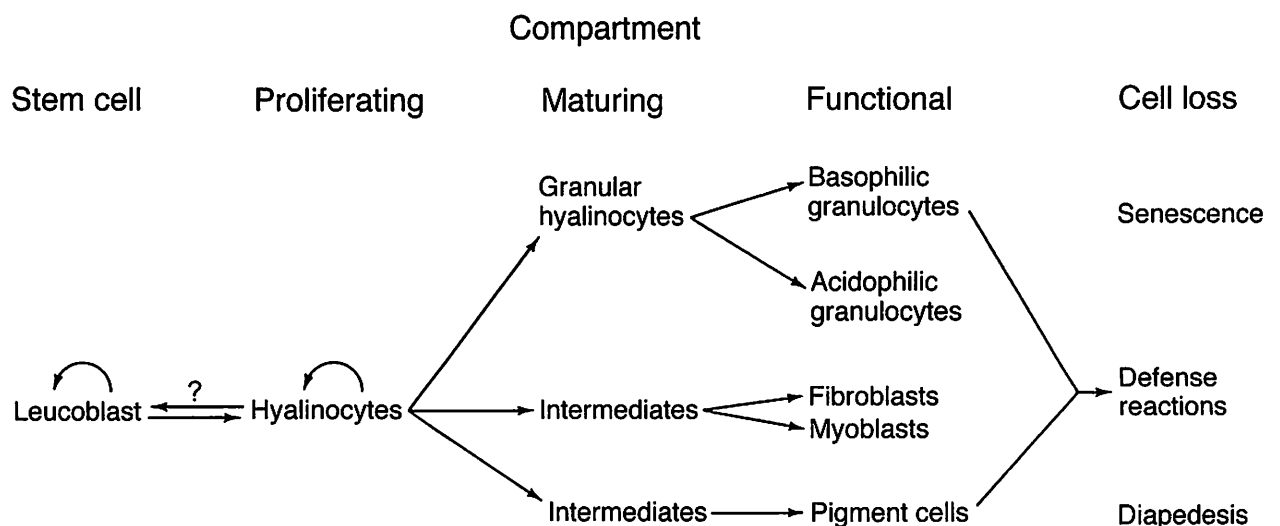 Compartment
Stem cell Proliferating Maturing Functional Cell loss
Granular
hyalinocytes
Basophilic
granulocytes
Senescence
Acidophilic
granulocytes
?
Leucoblast Hyalinocytes Intermediates
Fibroblasts
Myoblasts
Defense
reactions
Intermediates Pigment cells Diapedesis